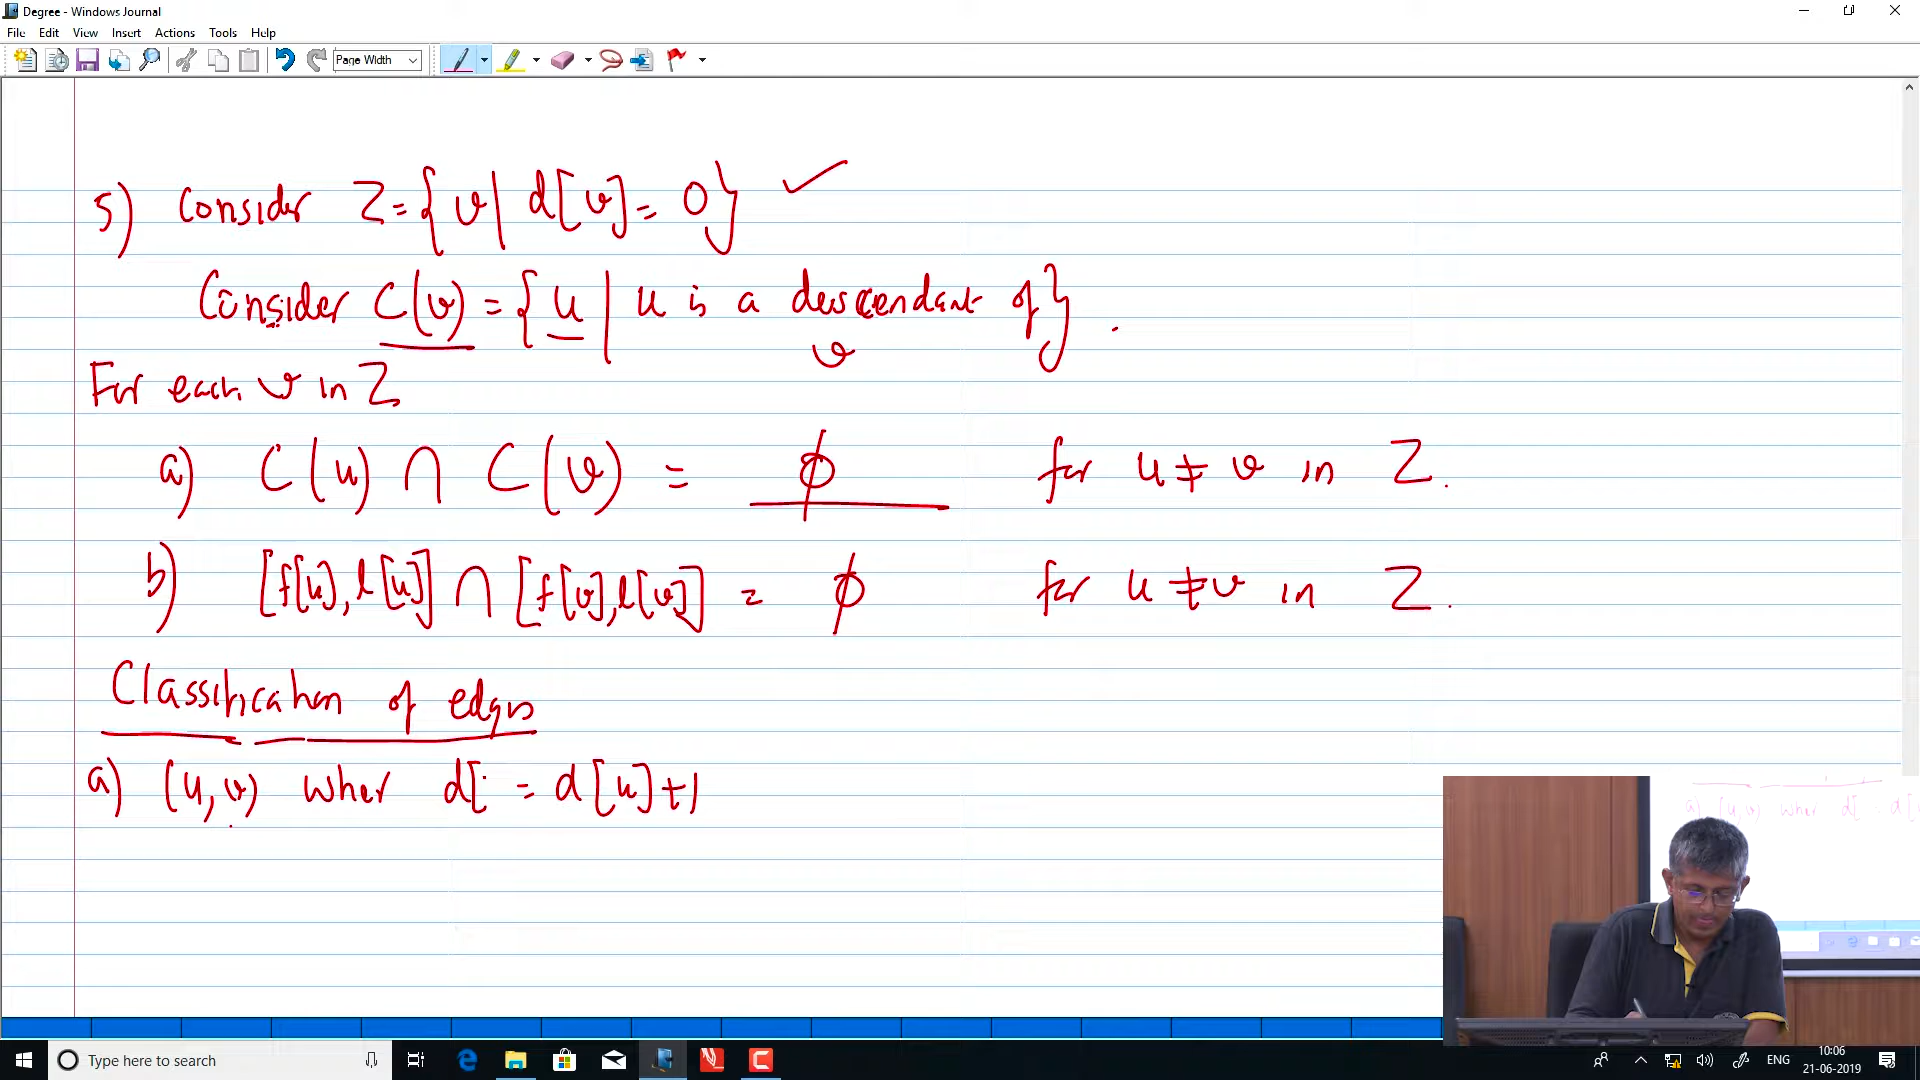 Degree - Windows Journal
File Edit View Insert Actions Tools Help
Page Width
5) Consider Z = { v | d[v] = 0 } ✓
Consider C(v) = { u | u is a descendant of }.
v
For each v in Z
a) C(u) ∩ C(v) = ϕ for u ≠ v in Z.
b) [f[u], l[u]] ∩ [f[v], l[v]] = ϕ for u ≠ v in Z.
Classification of edges
a) (u, v) wher d[ = d[u]+1
Type here to search
ENG
10:06
21-06-2019